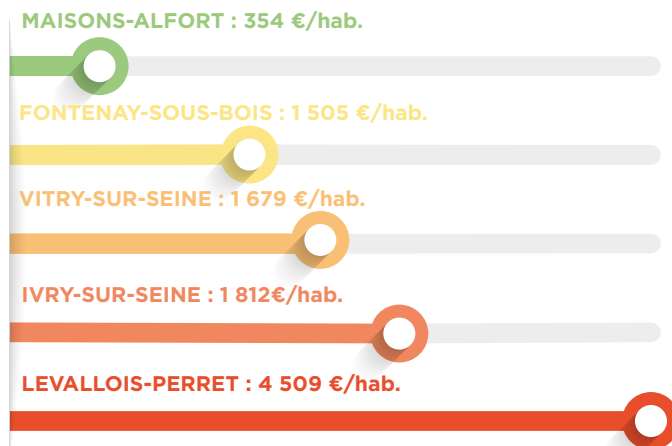 MAISONS-ALFORT : 354 €/hab.
FONTENAY-SOUS-BOIS : 1 505 €/hab.
VITRY-SUR-SEINE : 1 679 €/hab.
IVRY-SUR-SEINE : 1 812€/hab.
LEVALLOIS-PERRET : 4 509 €/hab.